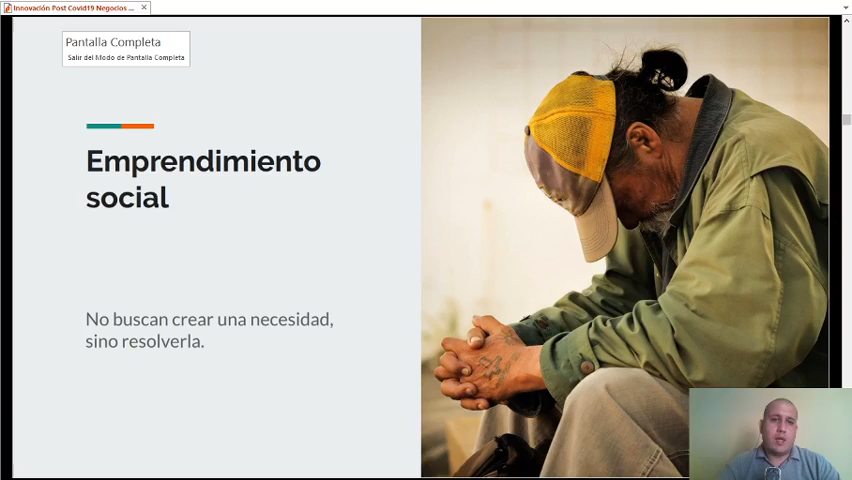 Innovación Post Covid19 Negocios ...
Pantalla Completa
Salir del Modo de Pantalla Completa
Emprendimiento
social
No buscan crear una necesidad,
sino resolverla.